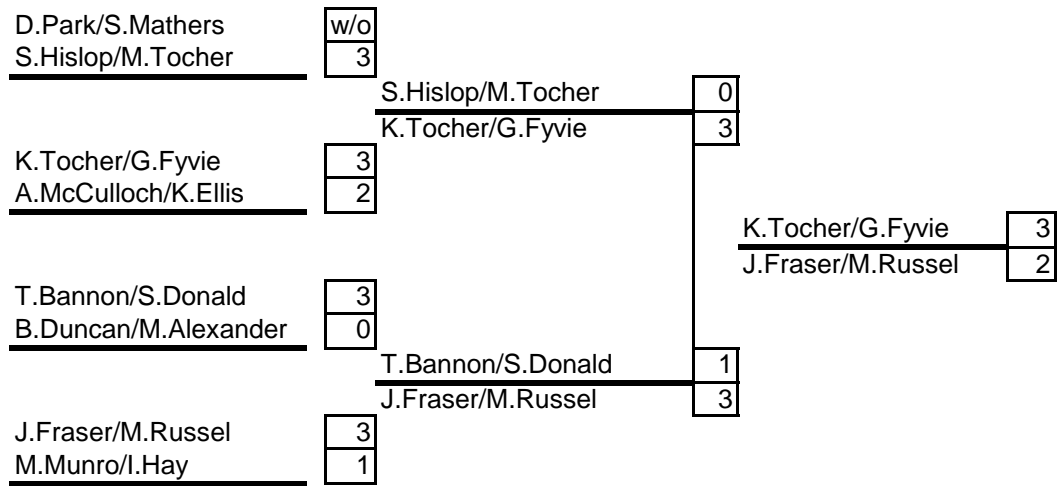 D.Park/S.Mathers w/o
S.Hislop/M.Tocher 3
S.Hislop/M.Tocher 0
K.Tocher/G.Fyvie 3
K.Tocher/G.Fyvie 3
A.McCulloch/K.Ellis 2
K.Tocher/G.Fyvie 3
J.Fraser/M.Russel 2
T.Bannon/S.Donald 3
B.Duncan/M.Alexander 0
T.Bannon/S.Donald 1
J.Fraser/M.Russel 3
J.Fraser/M.Russel 3
M.Munro/I.Hay 1